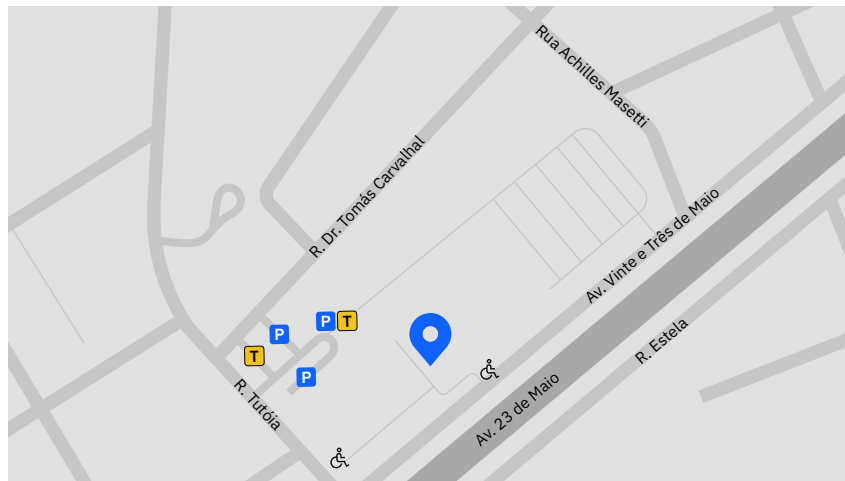 Rua Achilles Masetti
R. Dr. Tomás Carvalhal
Av. Vinte e Três de Maio
P
T
P
T
P
R. Estela
Av. 23 de Maio
R. Tutóia